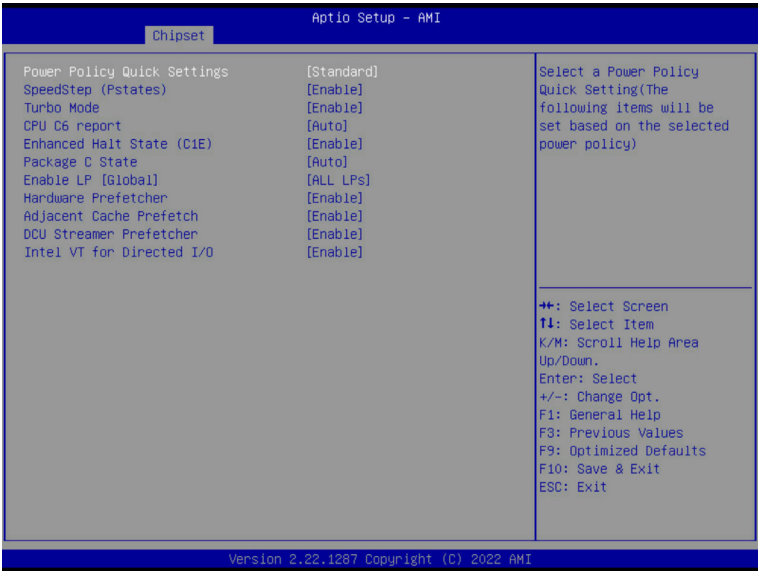 Aptio Setup – AMI
Chipset
Power Policy Quick Settings [Standard]
SpeedStep (Pstates) [Enable]
Turbo Mode [Enable]
CPU C6 report [Auto]
Enhanced Halt State (C1E) [Enable]
Package C State [Auto]
Enable LP [Global] [ALL LPs]
Hardware Prefetcher [Enable]
Adjacent Cache Prefetch [Enable]
DCU Streamer Prefetcher [Enable]
Intel VT for Directed I/O [Enable]
Select a Power Policy
Quick Setting(The
following items will be
set based on the selected
power policy)
→←: Select Screen
↑↓: Select Item
K/M: Scroll Help Area
Up/Down.
Enter: Select
+/-: Change Opt.
F1: General Help
F3: Previous Values
F9: Optimized Defaults
F10: Save & Exit
ESC: Exit
Version 2.22.1287 Copyright (C) 2022 AMI